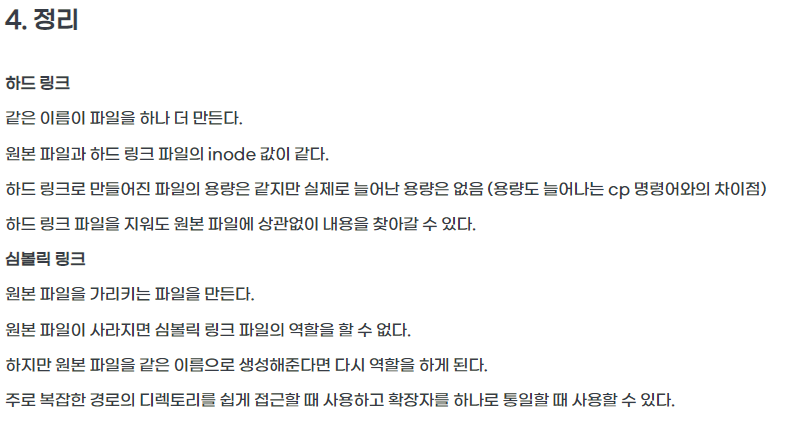 4. 정리
하드 링크
같은 이름이 파일을 하나 더 만든다.
원본 파일과 하드 링크 파일의 inode 값이 같다.
하드 링크로 만들어진 파일의 용량은 같지만 실제로 늘어난 용량은 없음 (용량도 늘어나는 cp 명령어와의 차이점)
하드 링크 파일을 지워도 원본 파일에 상관없이 내용을 찾아갈 수 있다.
심볼릭 링크
원본 파일을 가리키는 파일을 만든다.
원본 파일이 사라지면 심볼릭 링크 파일의 역할을 할 수 없다.
하지만 원본 파일을 같은 이름으로 생성해준다면 다시 역할을 하게 된다.
주로 복잡한 경로의 디렉토리를 쉽게 접근할 때 사용하고 확장자를 하나로 통일할 때 사용할 수 있다.